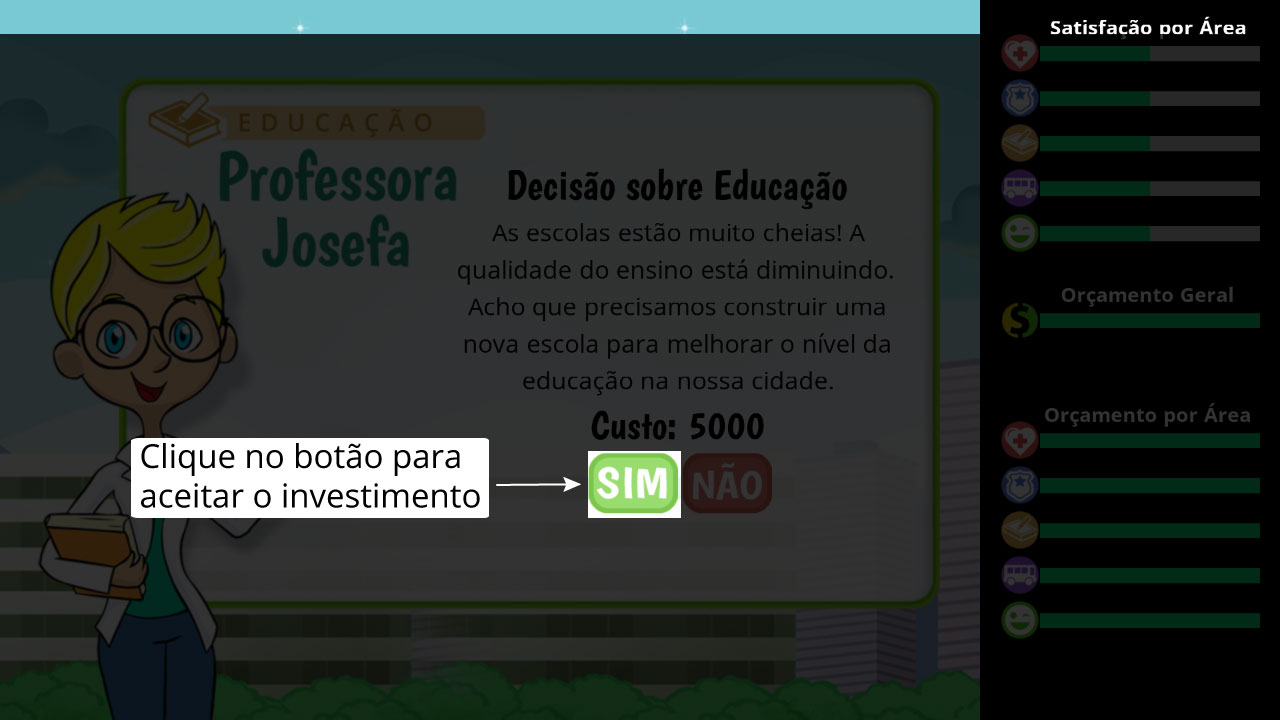 EDUCAÇÃO
Professora
Josefa
Decisão sobre Educação
As escolas estão muito cheias! A
qualidade do ensino está diminuindo.
Acho que precisamos construir uma
nova escola para melhorar o nível da
educação na nossa cidade.
Custo: 5000
Clique no botão para
aceitar o investimento
SIM
NÃO
Satisfação por Área
Orçamento Geral
Orçamento por Área